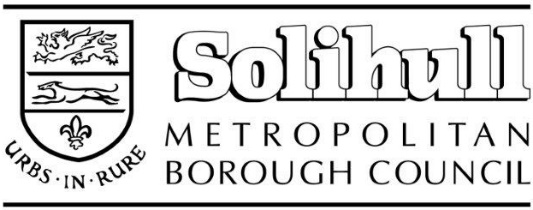 Solihull
METROPOLITAN
BOROUGH COUNCIL
URBS · IN · RURE